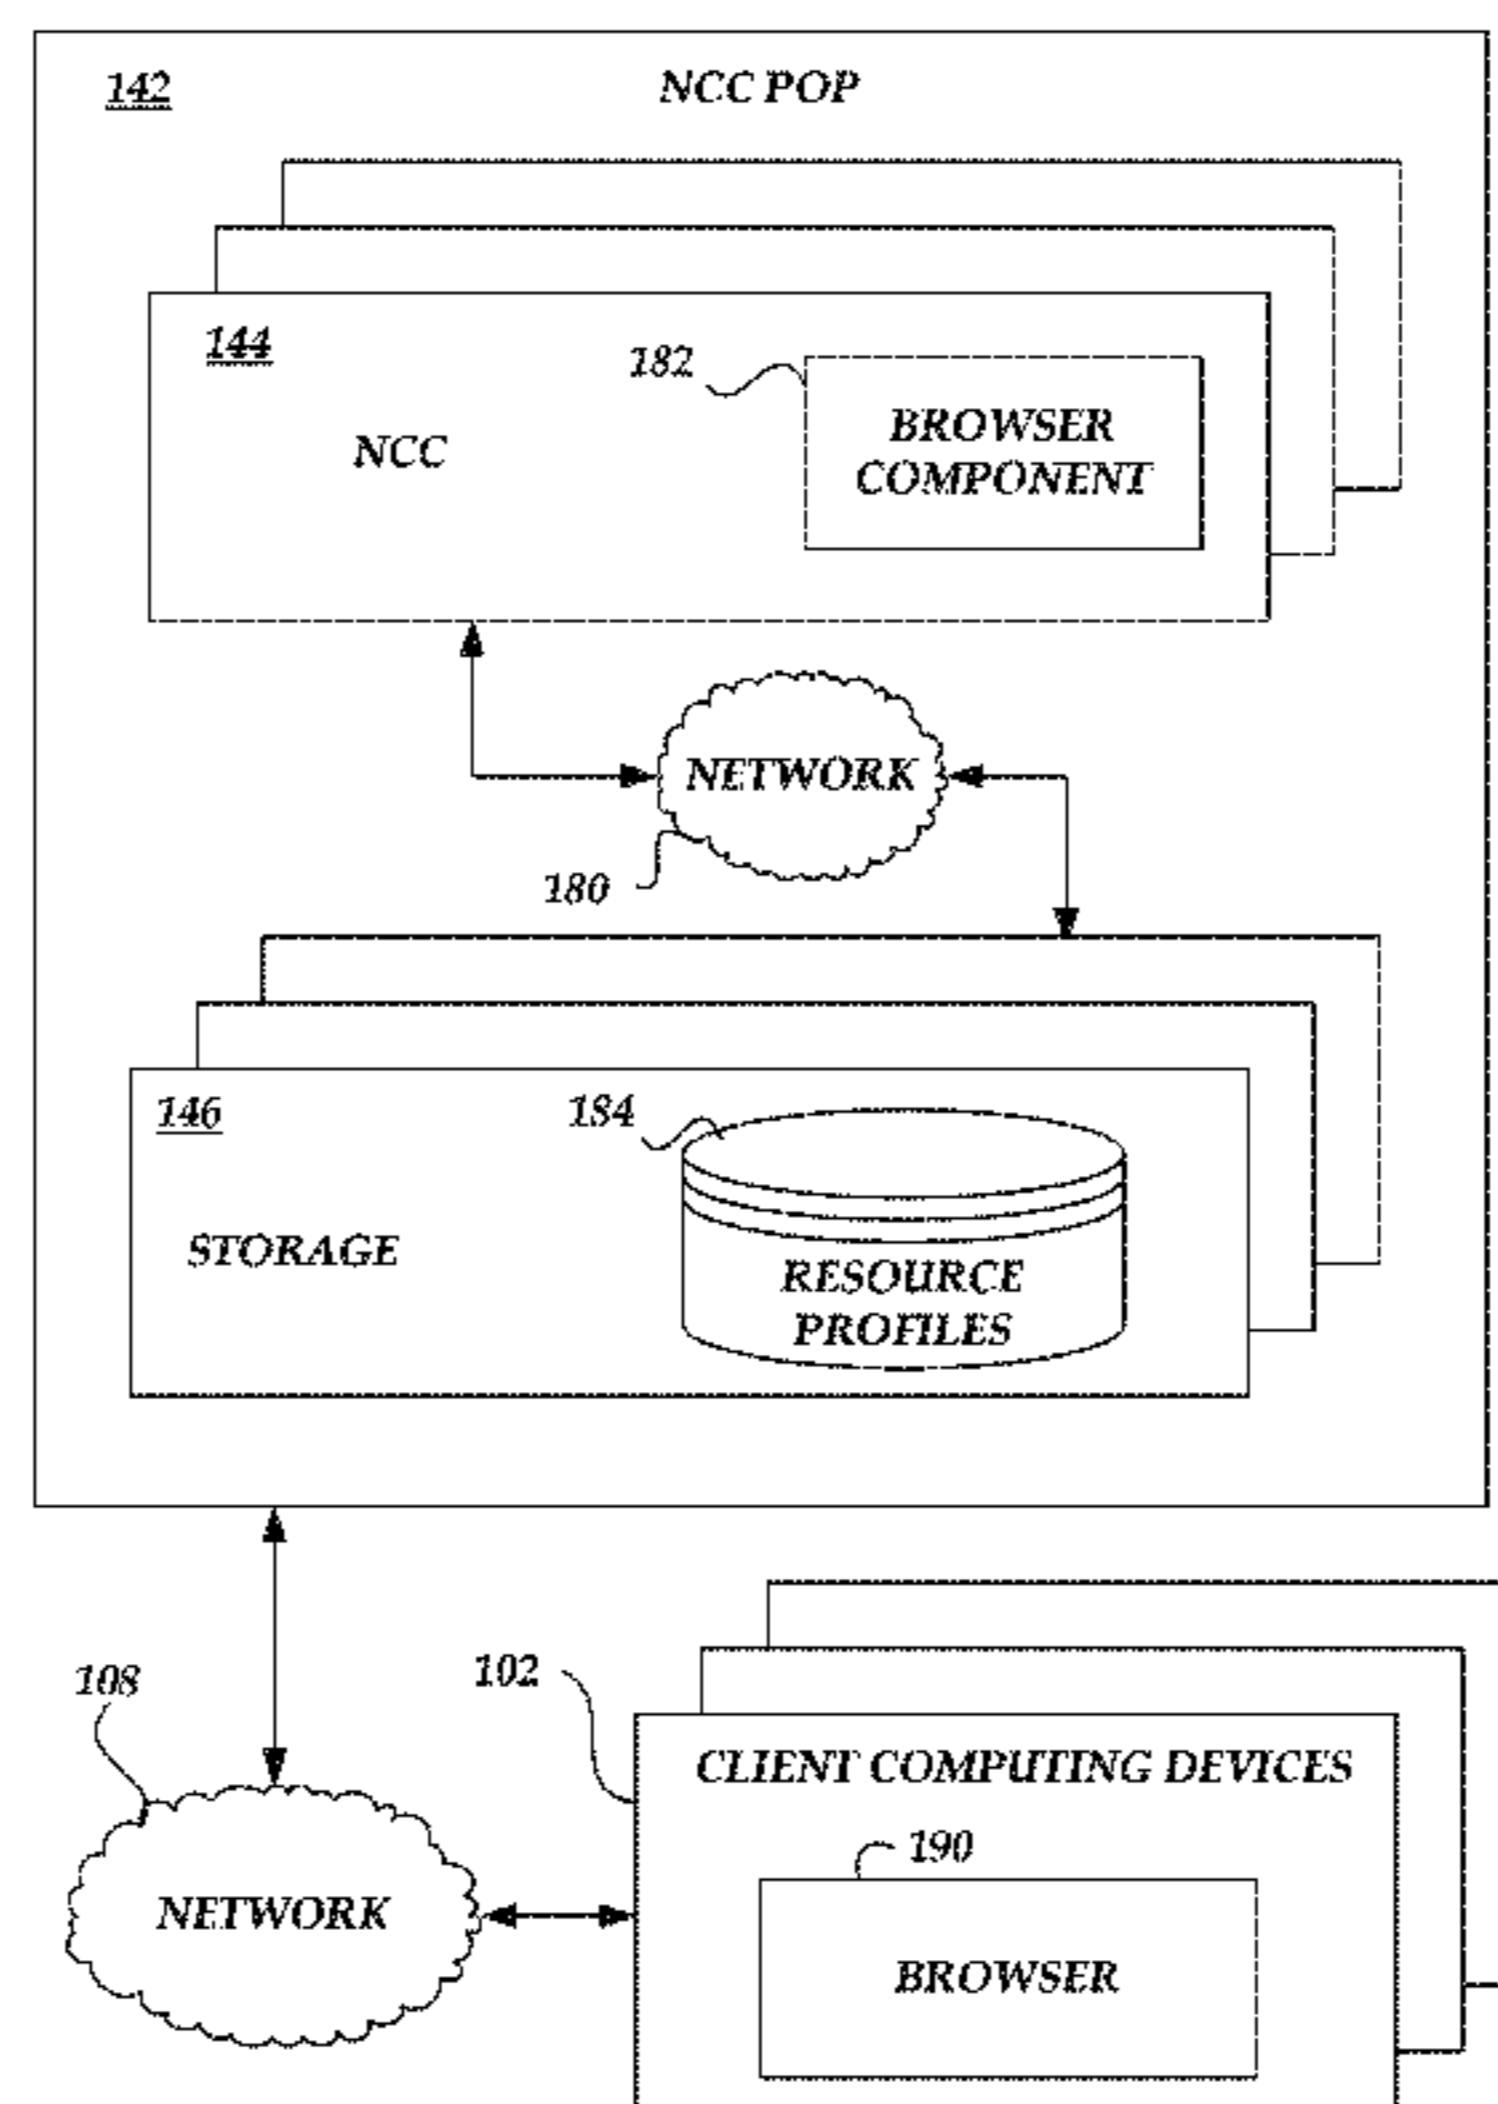 142
NCC POP
144
182
BROWSER
COMPONENT
NCC
NETWORK
180
146
184
STORAGE
RESOURCE
PROFILES
108
102
CLIENT COMPUTING DEVICES
190
NETWORK
BROWSER